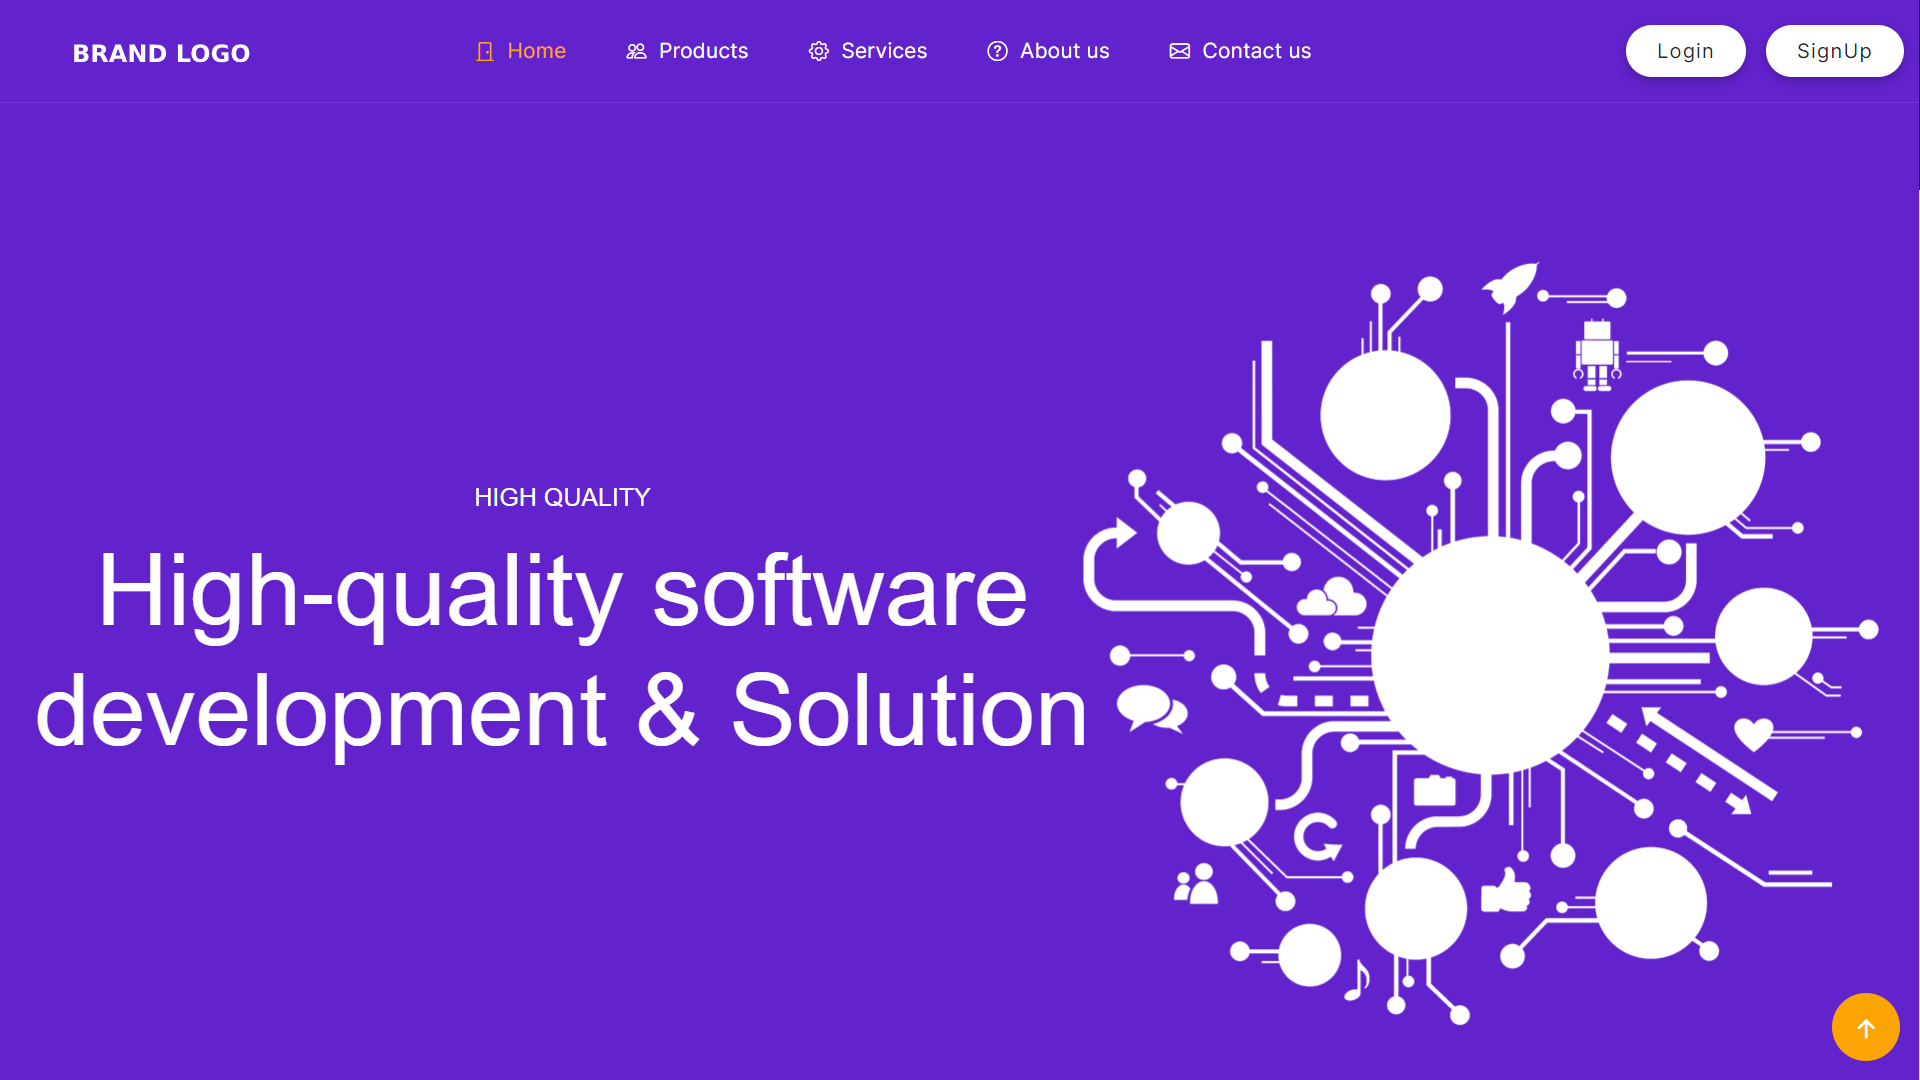 BRAND LOGO
Home
Products
Services
About us
Contact us
Login
SignUp
HIGH QUALITY
High-quality software
development & Solution